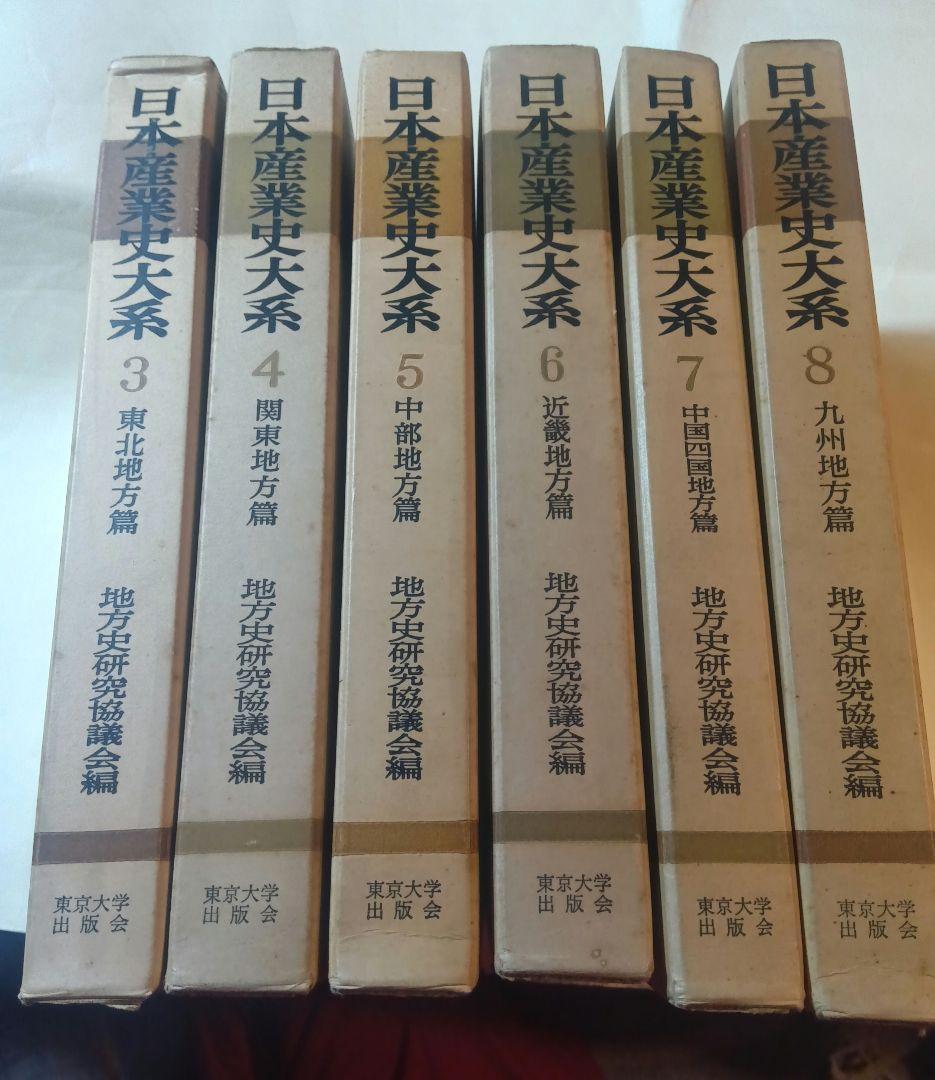 日本産業史大系
3
東北地方篇
地方史研究協議会編
東京大学
出版会
日本産業史大系
4
関東地方篇
地方史研究協議会編
東京大学
出版会
日本産業史大系
5
中部地方篇
地方史研究協議会編
東京大学
出版会
日本産業史大系
6
近畿地方篇
地方史研究協議会編
東京大学
出版会
日本産業史大系
7
中国四国地方篇
地方史研究協議会編
東京大学
出版会
日本産業史大系
8
九州地方篇
地方史研究協議会編
東京大学
出版会